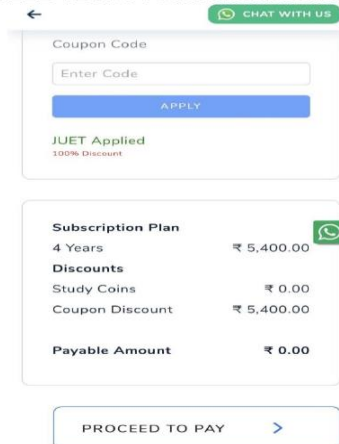 CHAT WITH US
Coupon Code
Enter Code
APPLY
JUET Applied
100% Discount
Subscription Plan
4 Years ₹ 5,400.00
Discounts
Study Coins ₹ 0.00
Coupon Discount ₹ 5,400.00
Payable Amount ₹ 0.00
PROCEED TO PAY